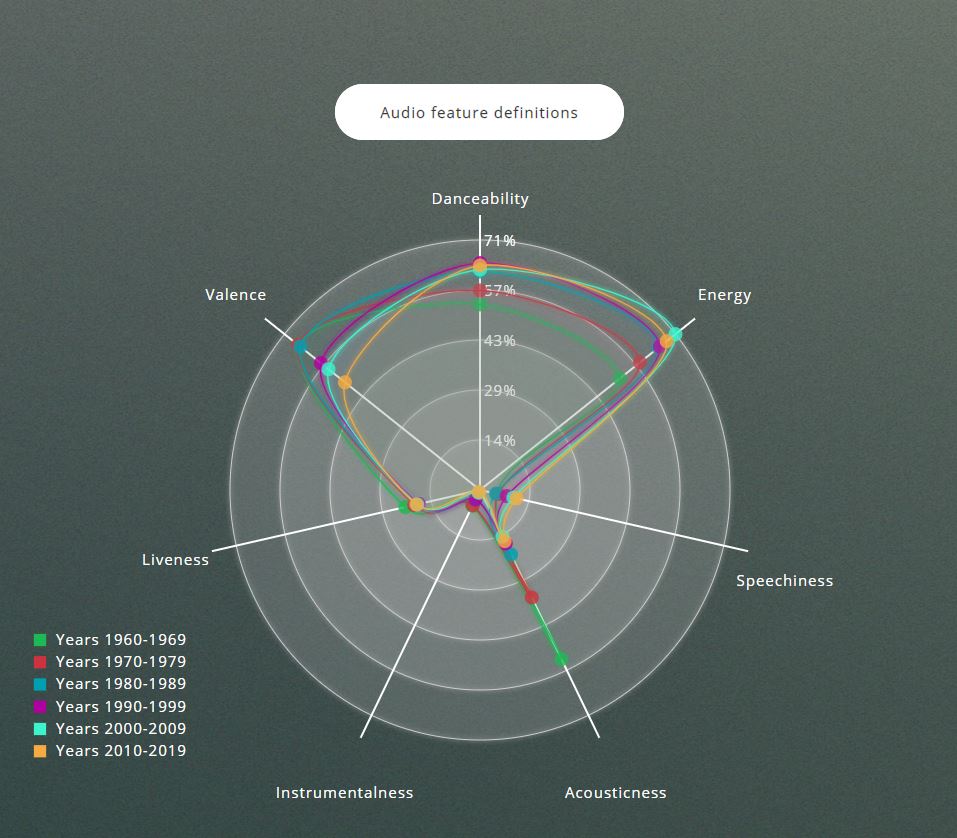 Audio feature definitions
Danceability
71%
Valence
57%
Energy
43%
29%
14%
Liveness
Speechiness
Years 1960-1969
Years 1970-1979
Years 1980-1989
Years 1990-1999
Years 2000-2009
Years 2010-2019
Instrumentalness
Acousticness